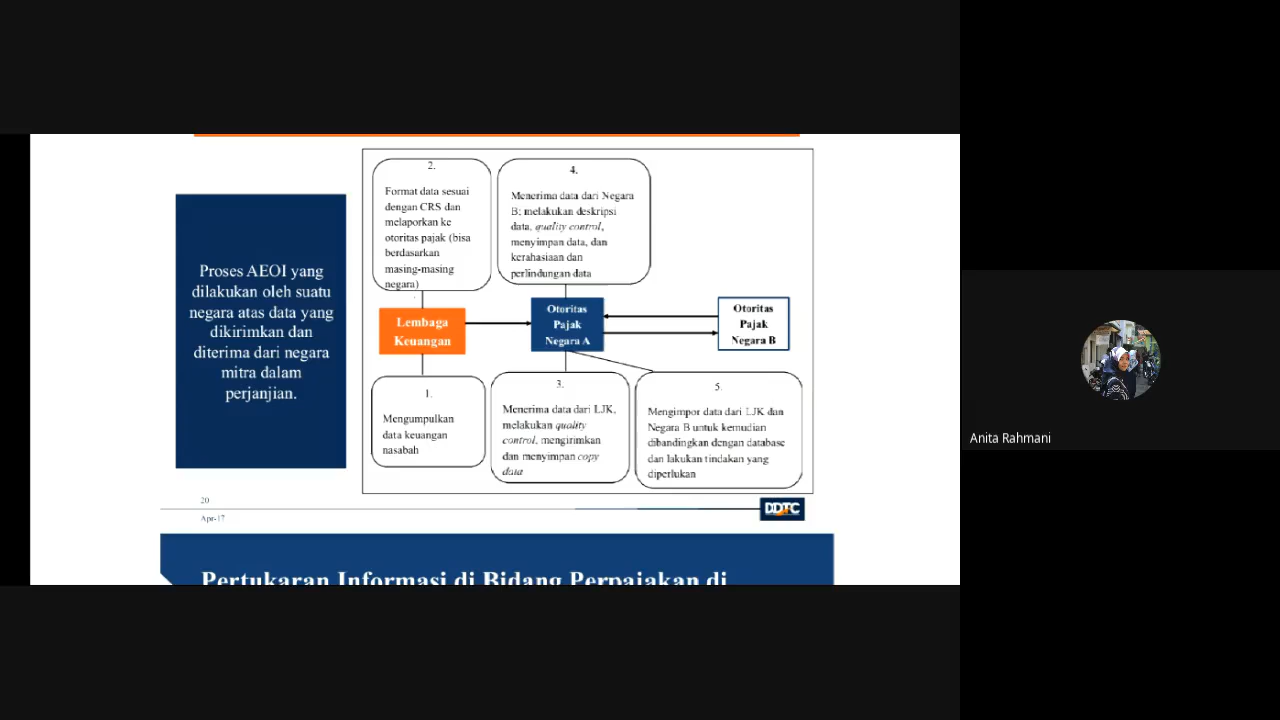 Proses AEOI yang
dilakukan oleh suatu
negara atas data yang
dikirimkan dan
diterima dari negara
mitra dalam
perjanjian.
2.
Format data sesuai
dengan CRS dan
melaporkan ke
otoritas pajak (bisa
berdasarkan
masing-masing
negara)
4.
Menerima data dari Negara
B; melakukan deskripsi
data, quality control,
menyimpan data, dan
kerahasiaan dan
perlindungan data
Lembaga
Keuangan
Otoritas
Pajak
Negara A
Otoritas
Pajak
Negara B
1.
Mengumpulkan
data keuangan
nasabah
3.
Menerima data dari LJK,
melakukan quality
control, mengirimkan
dan menyimpan copy
data
5.
Mengimpor data dari LJK dan
Negara B untuk kemudian
dibandingkan dengan database
dan lakukan tindakan yang
diperlukan
20
Apr-17
DDTC
Pertukaran Informasi di Bidang Perpajakan di
Anita Rahmani